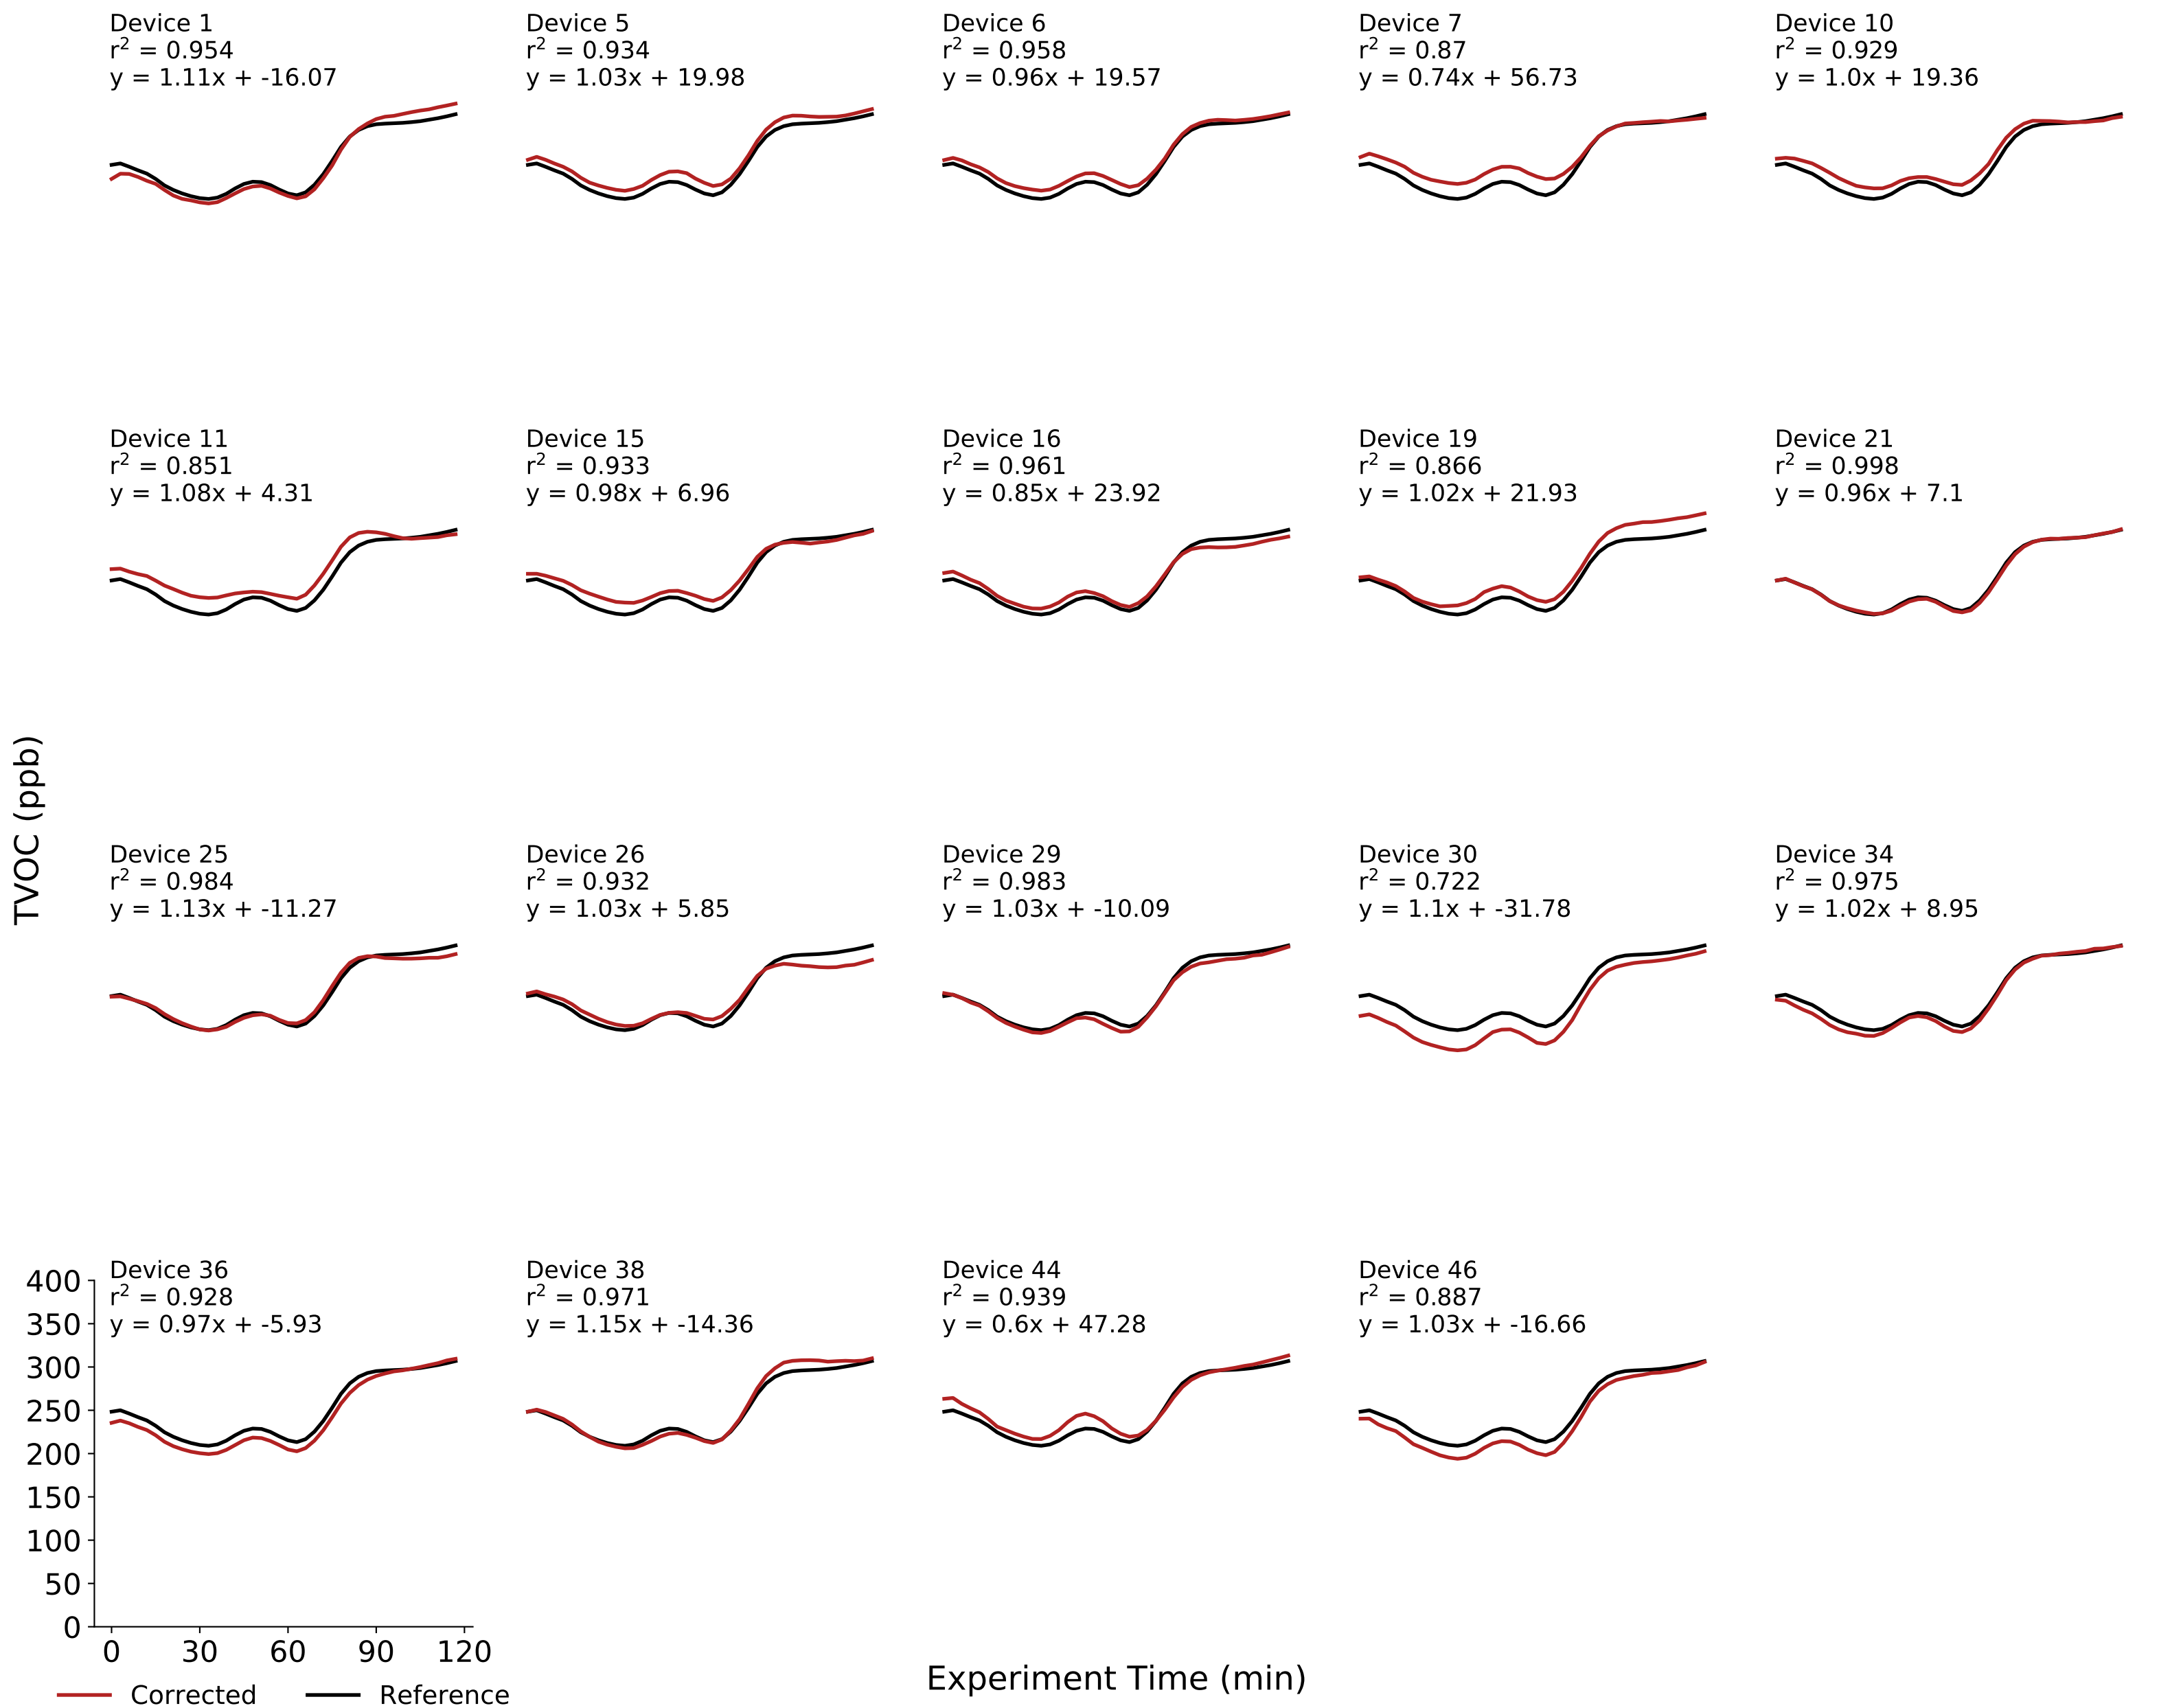 Device 1
r² = 0.954
y = 1.11x + -16.07
Device 5
r² = 0.934
y = 1.03x + 19.98
Device 6
r² = 0.958
y = 0.96x + 19.57
Device 7
r² = 0.87
y = 0.74x + 56.73
Device 10
r² = 0.929
y = 1.0x + 19.36
Device 11
r² = 0.851
y = 1.08x + 4.31
Device 15
r² = 0.933
y = 0.98x + 6.96
Device 16
r² = 0.961
y = 0.85x + 23.92
Device 19
r² = 0.866
y = 1.02x + 21.93
Device 21
r² = 0.998
y = 0.96x + 7.1
TVOC (ppb)
Device 25
r² = 0.984
y = 1.13x + -11.27
Device 26
r² = 0.932
y = 1.03x + 5.85
Device 29
r² = 0.983
y = 1.03x + -10.09
Device 30
r² = 0.722
y = 1.1x + -31.78
Device 34
r² = 0.975
y = 1.02x + 8.95
Device 36
r² = 0.928
y = 0.97x + -5.93
Device 38
r² = 0.971
y = 1.15x + -14.36
Device 44
r² = 0.939
y = 0.6x + 47.28
Device 46
r² = 0.887
y = 1.03x + -16.66
400
350
300
250
200
150
100
50
0
0 30 60 90 120
Experiment Time (min)
Corrected Reference